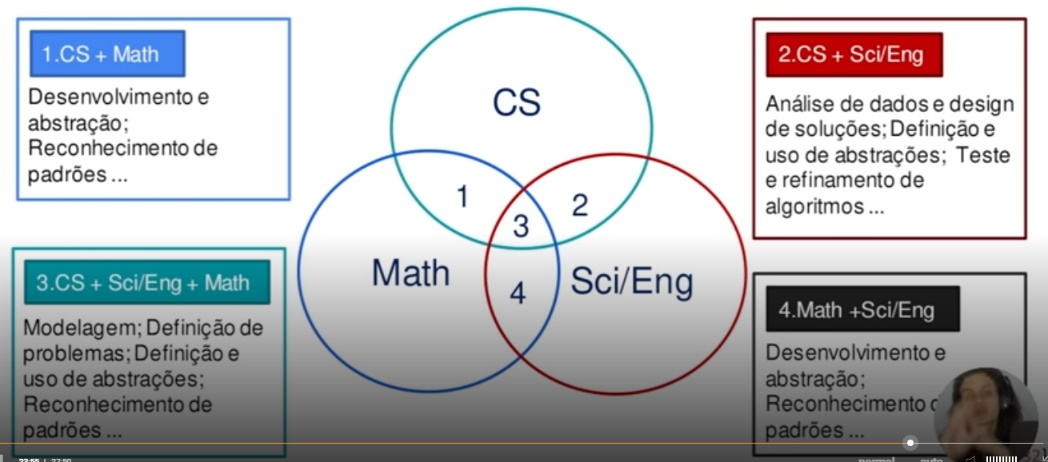 1.CS + Math
Desenvolvimento e
abstração;
Reconhecimento de
padrões ...
CS
2.CS + Sci/Eng
Análise de dados e design
de soluções; Definição e
uso de abstrações; Teste
e refinamento de
algoritmos ...
1
2
3
Math
Sci/Eng
4
3.CS + Sci/Eng + Math
Modelagem; Definição de
problemas; Definição e
uso de abstrações;
Reconhecimento de
padrões ...
4.Math +Sci/Eng
Desenvolvimento e
abstração;
Reconhecimento
padrões ...